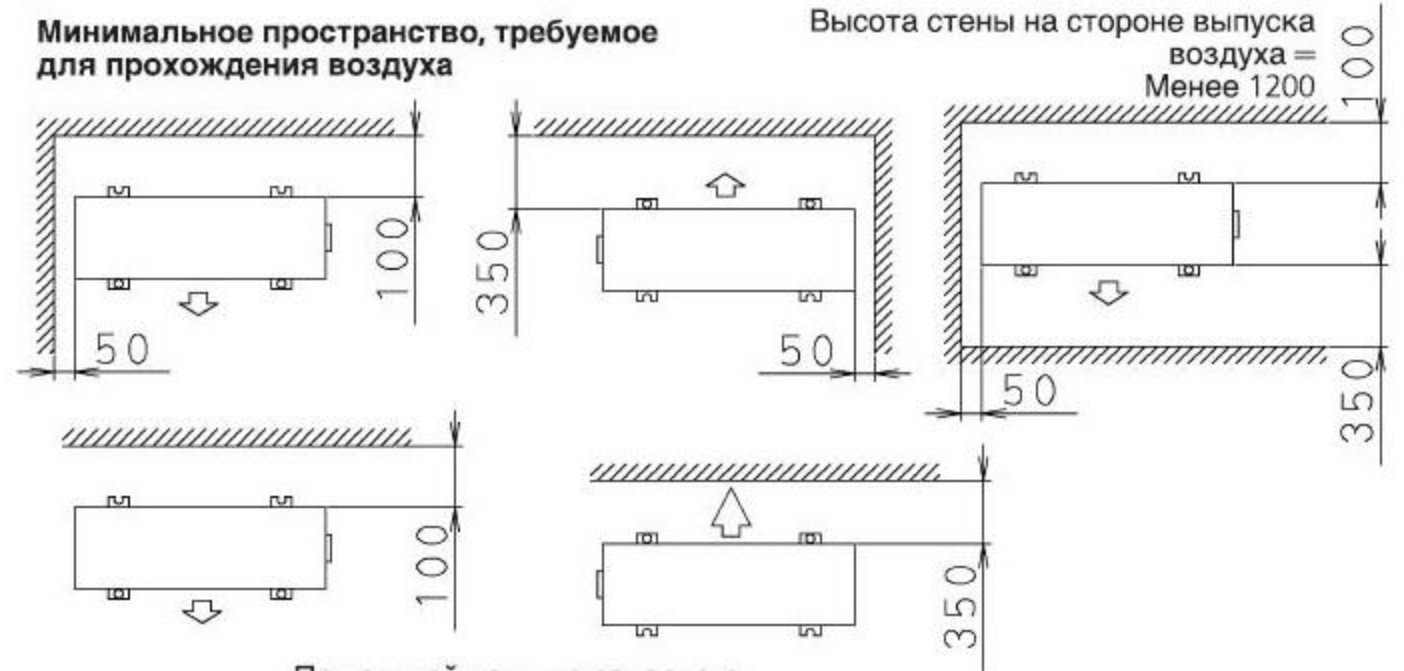 Минимальное пространство, требуемое
для прохождения воздуха
Высота стены на стороне выпуска
воздуха =
Менее 1200
100
350
100
50
50
50
350
100
350